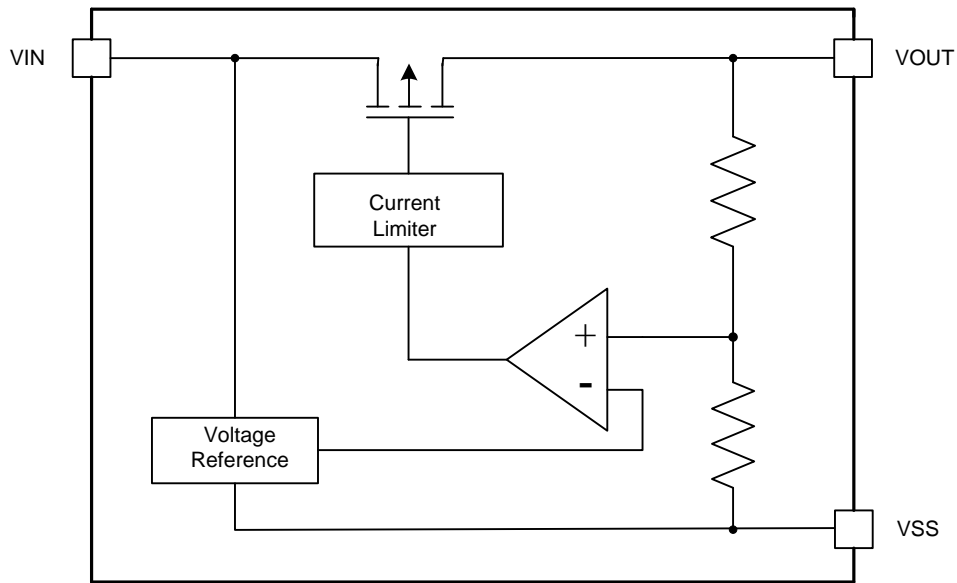 VIN
VOUT
Current
Limiter
+
-
Voltage
Reference
VSS